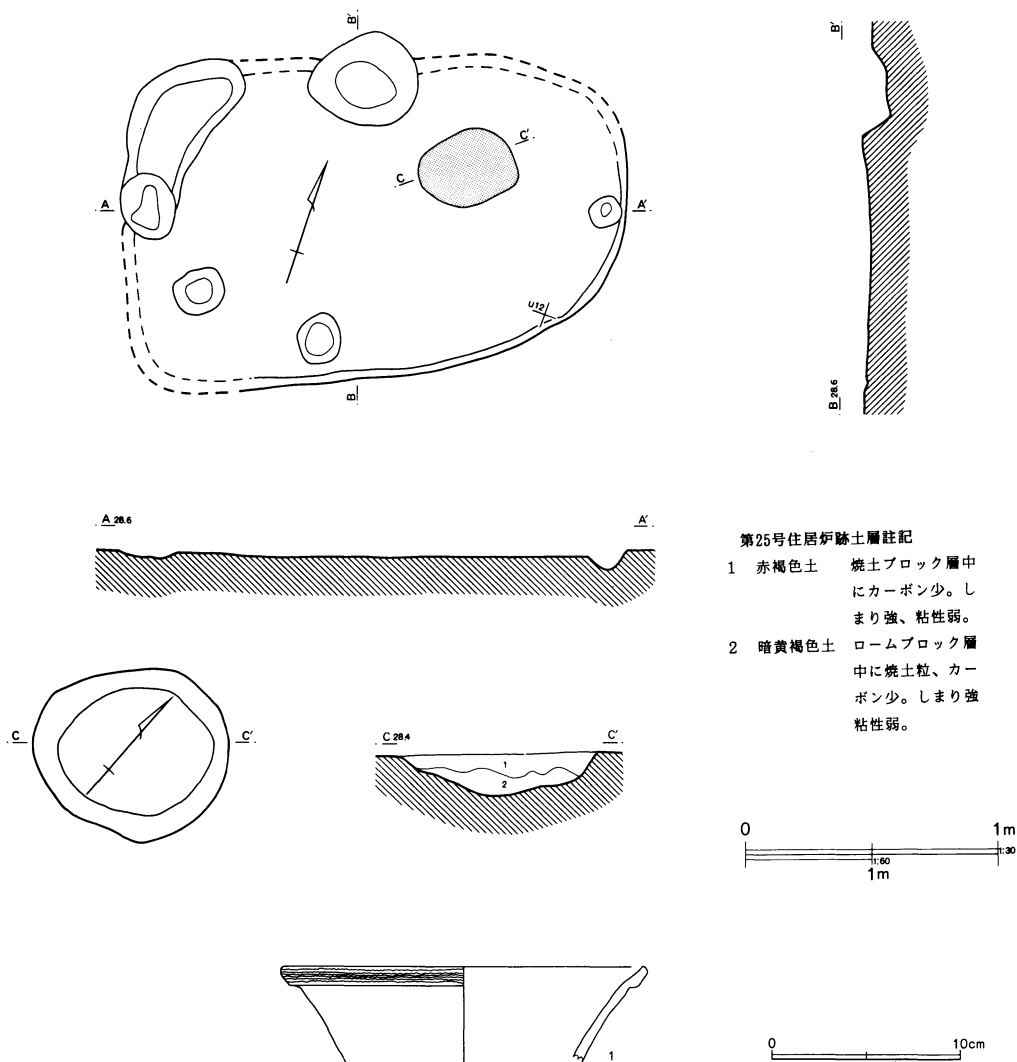 B'
B'
C'
C
A
A'
U12
B
B 28.6
A 28.6
A'
第25号住居炉跡土層註記
1 赤褐色土 焼土ブロック層中
にカーボン少。し
まり強、粘性弱。
2 暗黄褐色土 ロームブロック層
中に焼土粒、カー
ボン少。しまり強
粘性弱。
C
C'
C 28.4
C'
1
2
0 1m
1:30
1:60
1m
1
0 10cm